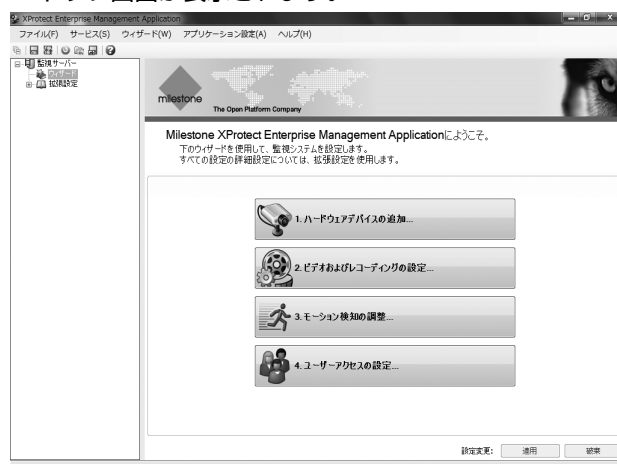 XProtect Enterprise Management Application
ファイル(F) サービス(S) ウィザード(W) アプリケーション設定(A) ヘルプ(H)
監視サーバー
ウィザード
拡張設定
milestone
The Open Platform Company
Milestone XProtect Enterprise Management Applicationにようこそ。
下のウィザードを使用して、監視システムを設定します。
すべての設定の詳細設定については、拡張設定を使用します。
1. ハードウェアデバイスの追加...
2. ビデオおよびレコーディングの設定...
3. モーション検知の調整...
4. ユーザーアクセスの設定...
設定変更: 適用 破棄